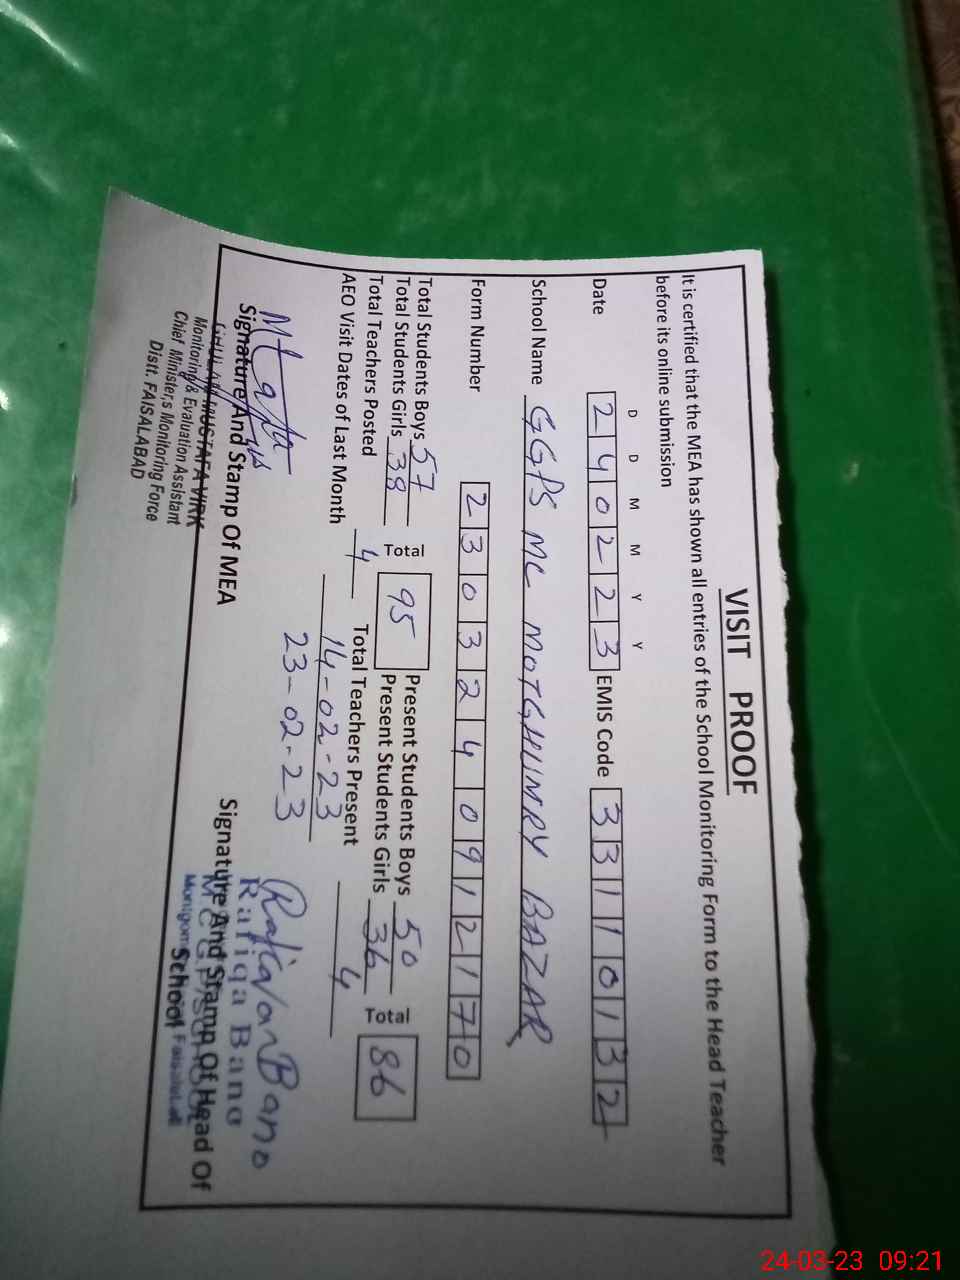 VISIT PROOF
It is certified that the MEA has shown all entries of the School Monitoring Form to the Head Teacher
before its online submission
D D M M Y Y
Date 2 4 0 2 2 3 EMIS Code 3 3 1 1 0 1 3 2
School Name GGPS MC MOTGHUMRY BAZAR
Form Number 2 3 0 3 2 4 0 9 1 2 1 7 0
Total Students Boys 57 Total 95 Present Students Boys 50 Total 86
Total Students Girls 38 Present Students Girls 36
Total Teachers Posted 4 Total Teachers Present 4
AEO Visit Dates of Last Month 14-02-23
23-02-23
Signature And Stamp Of MEA
GHULAM MUSTAFA VIRK
Monitoring & Evaluation Assistant
Chief Minister,s Monitoring Force
Distt. FAISALABAD
Rafiqa Bano
Signature And Stamp Of Head Of
School
24-03-23 09:21